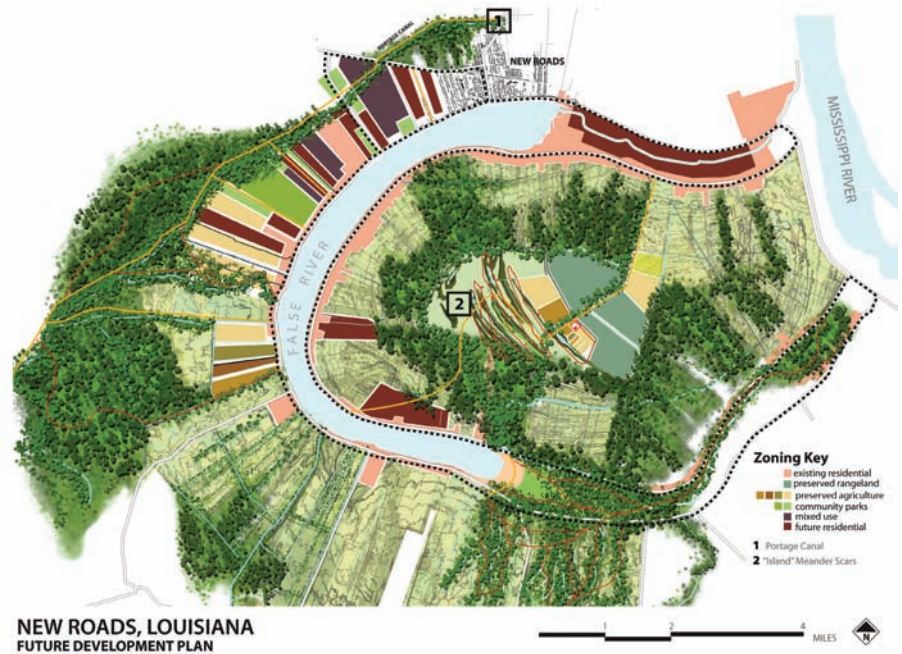 1
PORTAGE CANAL
NEW ROADS
MISSISSIPPI RIVER
FALSE RIVER
2
Zoning Key
existing residential
preserved rangeland
preserved agriculture
community parks
mixed use
future residential
1 Portage Canal
2 "Island" Meander Scars
NEW ROADS, LOUISIANA
FUTURE DEVELOPMENT PLAN
1 2 4
MILES
N